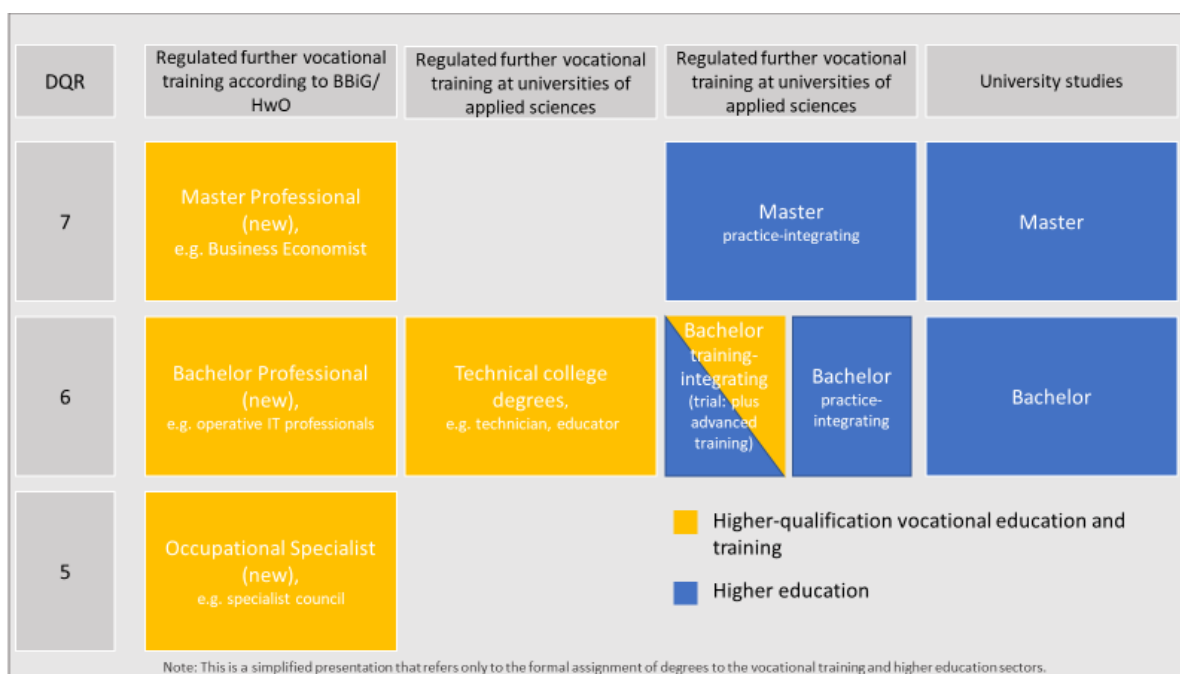 DQR
Regulated further vocational
training according to BBiG/
HwO
Regulated further vocational
training at universities of
applied sciences
Regulated further vocational
training at universities of
applied sciences
University studies
7
Master Professional
(new),
e.g. Business Economist
Master
practice-integrating
Master
6
Bachelor Professional
(new),
e.g. operative IT professionals
Technical college
degrees,
e.g. technician, educator
Bachelor
training-
integrating
(trial: plus
advanced
training)
Bachelor
practice-
integrating
Bachelor
5
Occupational Specialist
(new),
e.g. specialist council
Higher-qualification vocational education and
training
Higher education
Note: This is a simplified presentation that refers only to the formal assignment of degrees to the vocational training and higher education sectors.